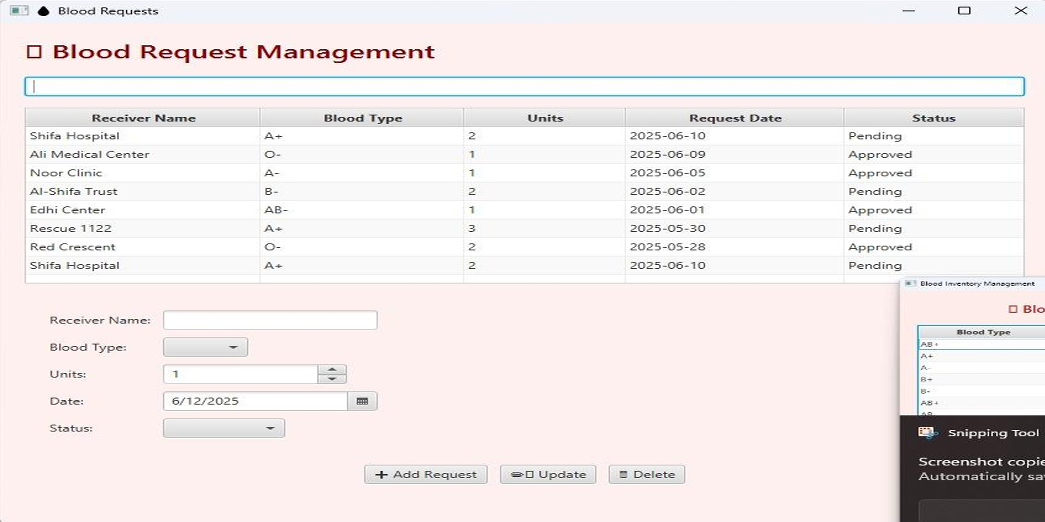 Blood Requests
Blood Request Management
Receiver Name Blood Type Units Request Date Status
Shifa Hospital A+ 2 2025-06-10 Pending
Ali Medical Center O- 1 2025-06-09 Approved
Noor Clinic A- 1 2025-06-05 Approved
Al-Shifa Trust B- 2 2025-06-02 Pending
Edhi Center AB- 1 2025-06-01 Approved
Rescue 1122 A+ 3 2025-05-30 Pending
Red Crescent O- 2 2025-05-28 Approved
Shifa Hospital A+ 2 2025-06-10 Pending
Receiver Name:
Blood Type:
Units: 1
Date: 6/12/2025
Status:
+ Add Request Update Delete
Blood Inventory Management
Blo
Blood Type
AB+
A+
A-
B+
B-
AB+
Snipping Tool
Screenshot copie
Automatically sa